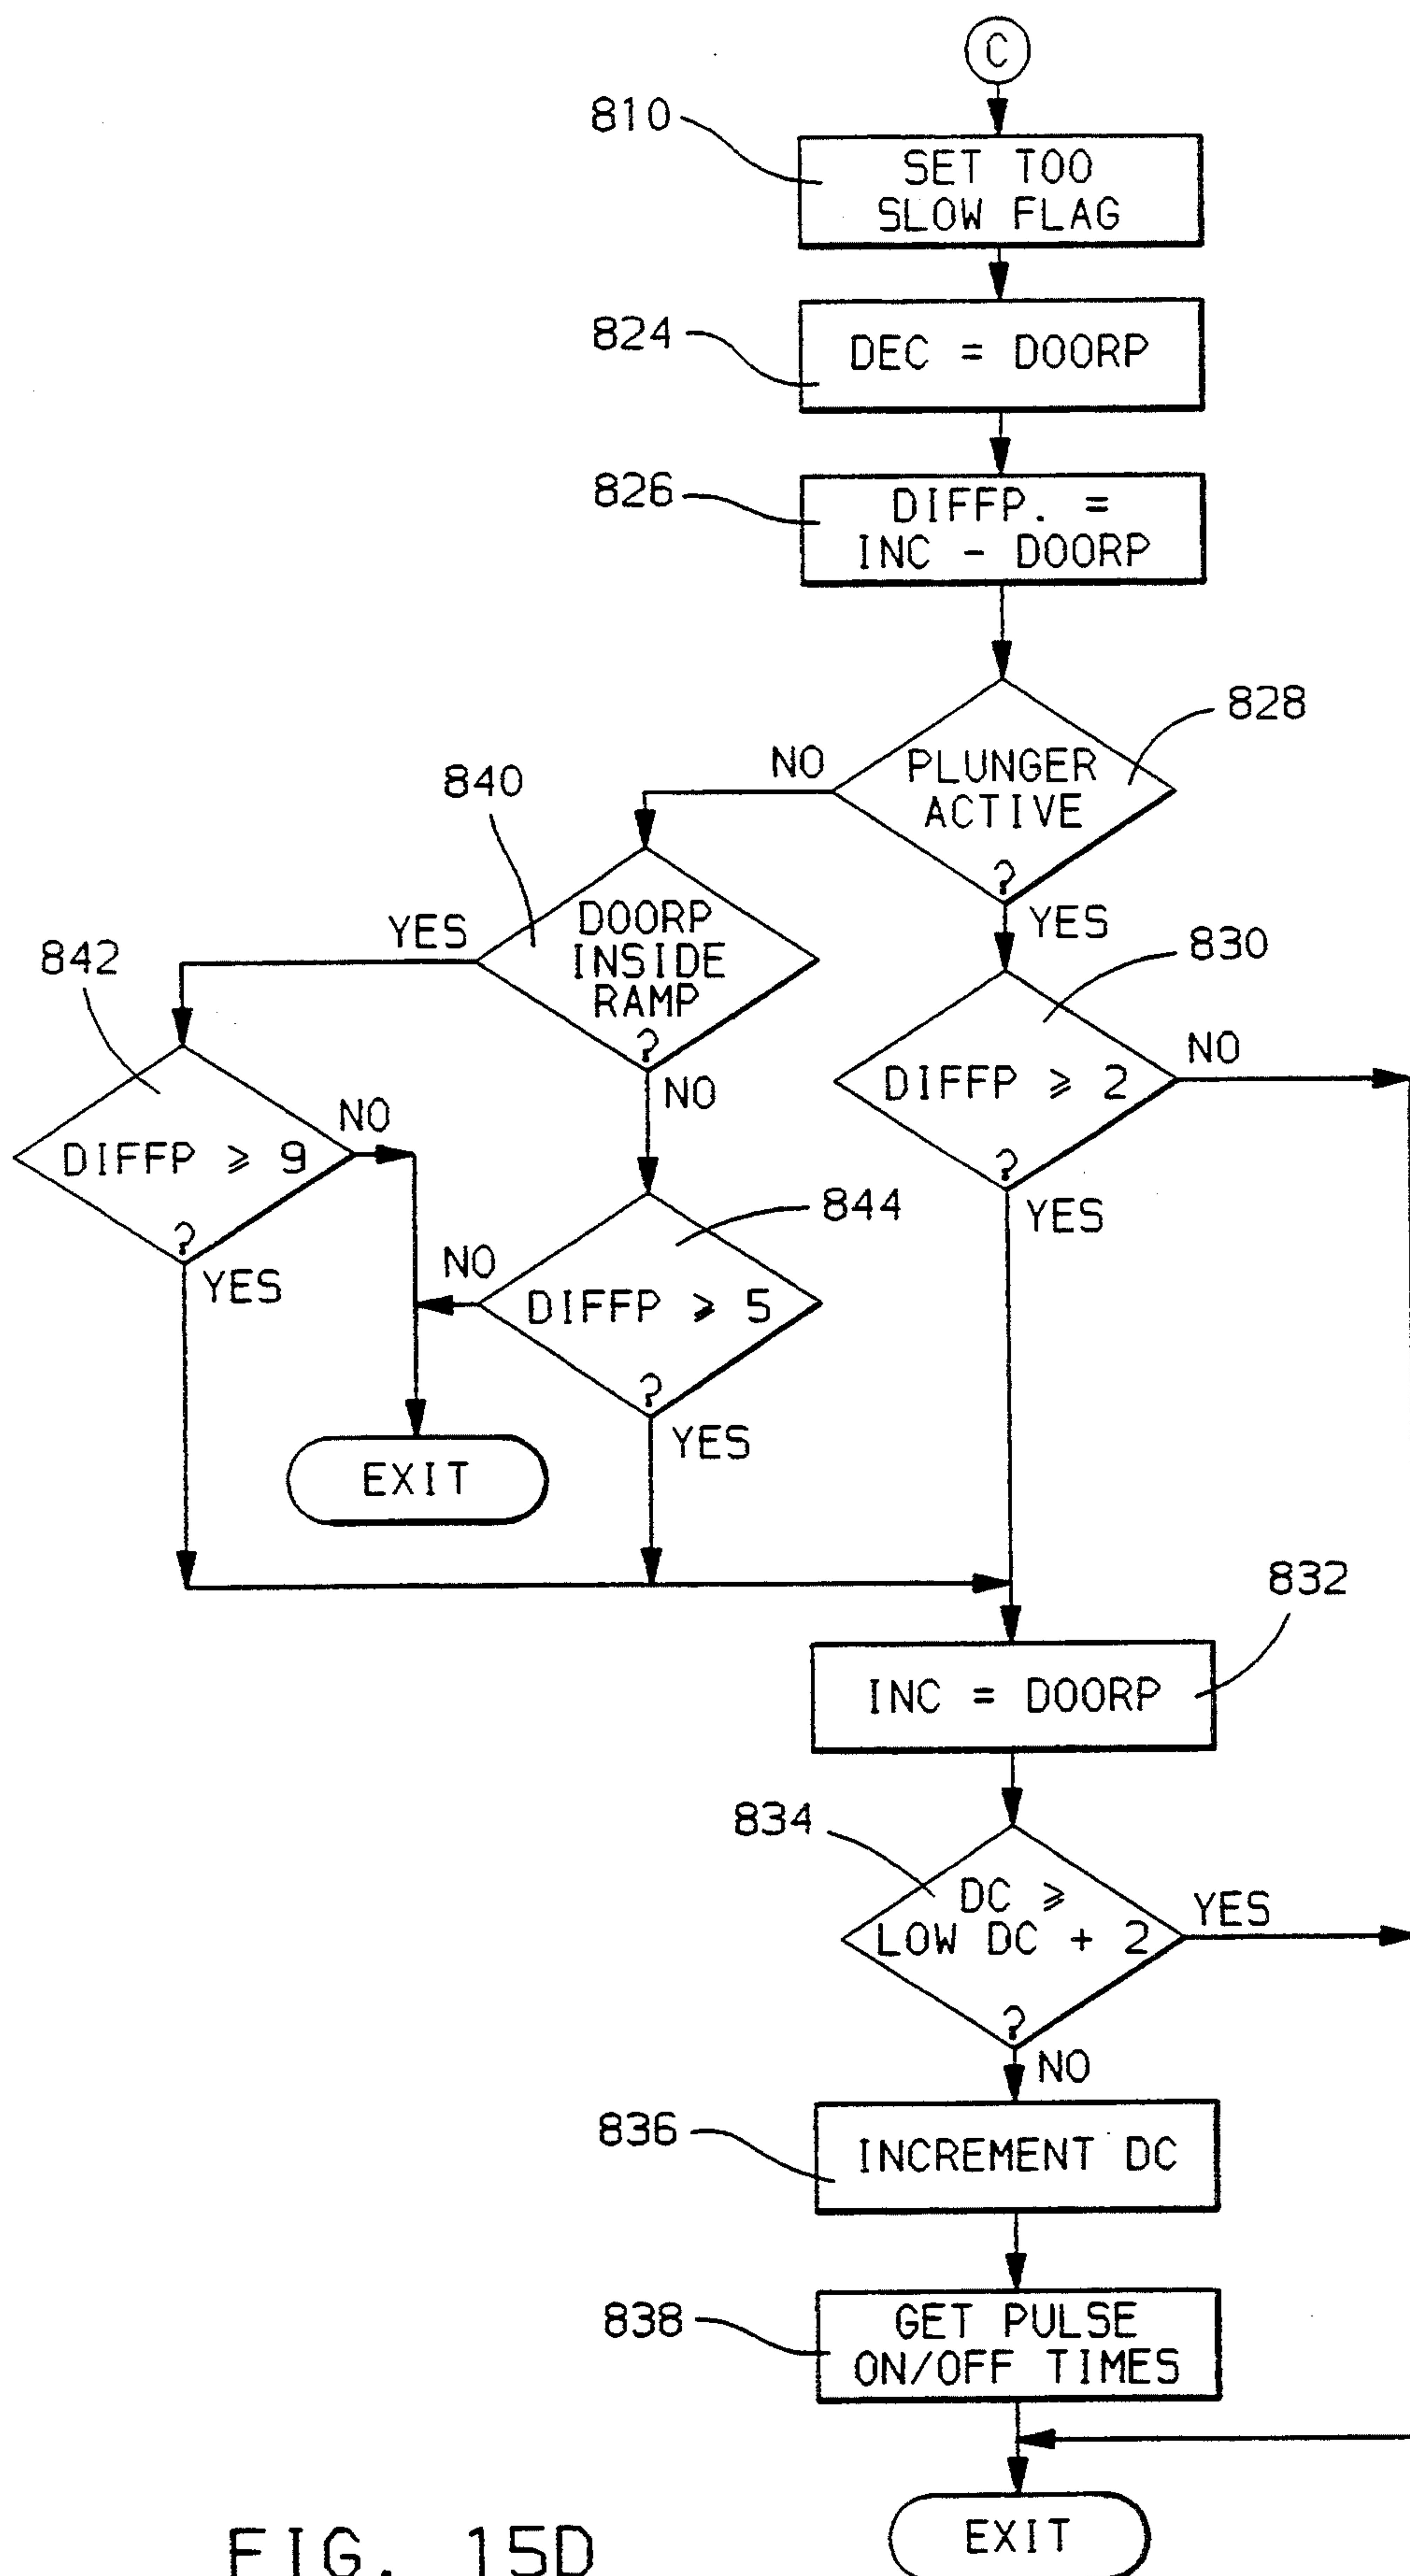 C
810
SET TOO
SLOW FLAG
824
DEC = DOORP
826
DIFFP. =
INC - DOORP
828
PLUNGER
ACTIVE
?
NO
YES
840
DOORP
INSIDE
RAMP
?
YES
NO
830
DIFFP ⩾ 2
?
NO
YES
842
DIFFP ⩾ 9
?
NO
YES
844
DIFFP ⩾ 5
?
NO
YES
EXIT
832
INC = DOORP
834
DC ⩾
LOW DC + 2
?
YES
NO
836
INCREMENT DC
838
GET PULSE
ON/OFF TIMES
EXIT
FIG. 15D